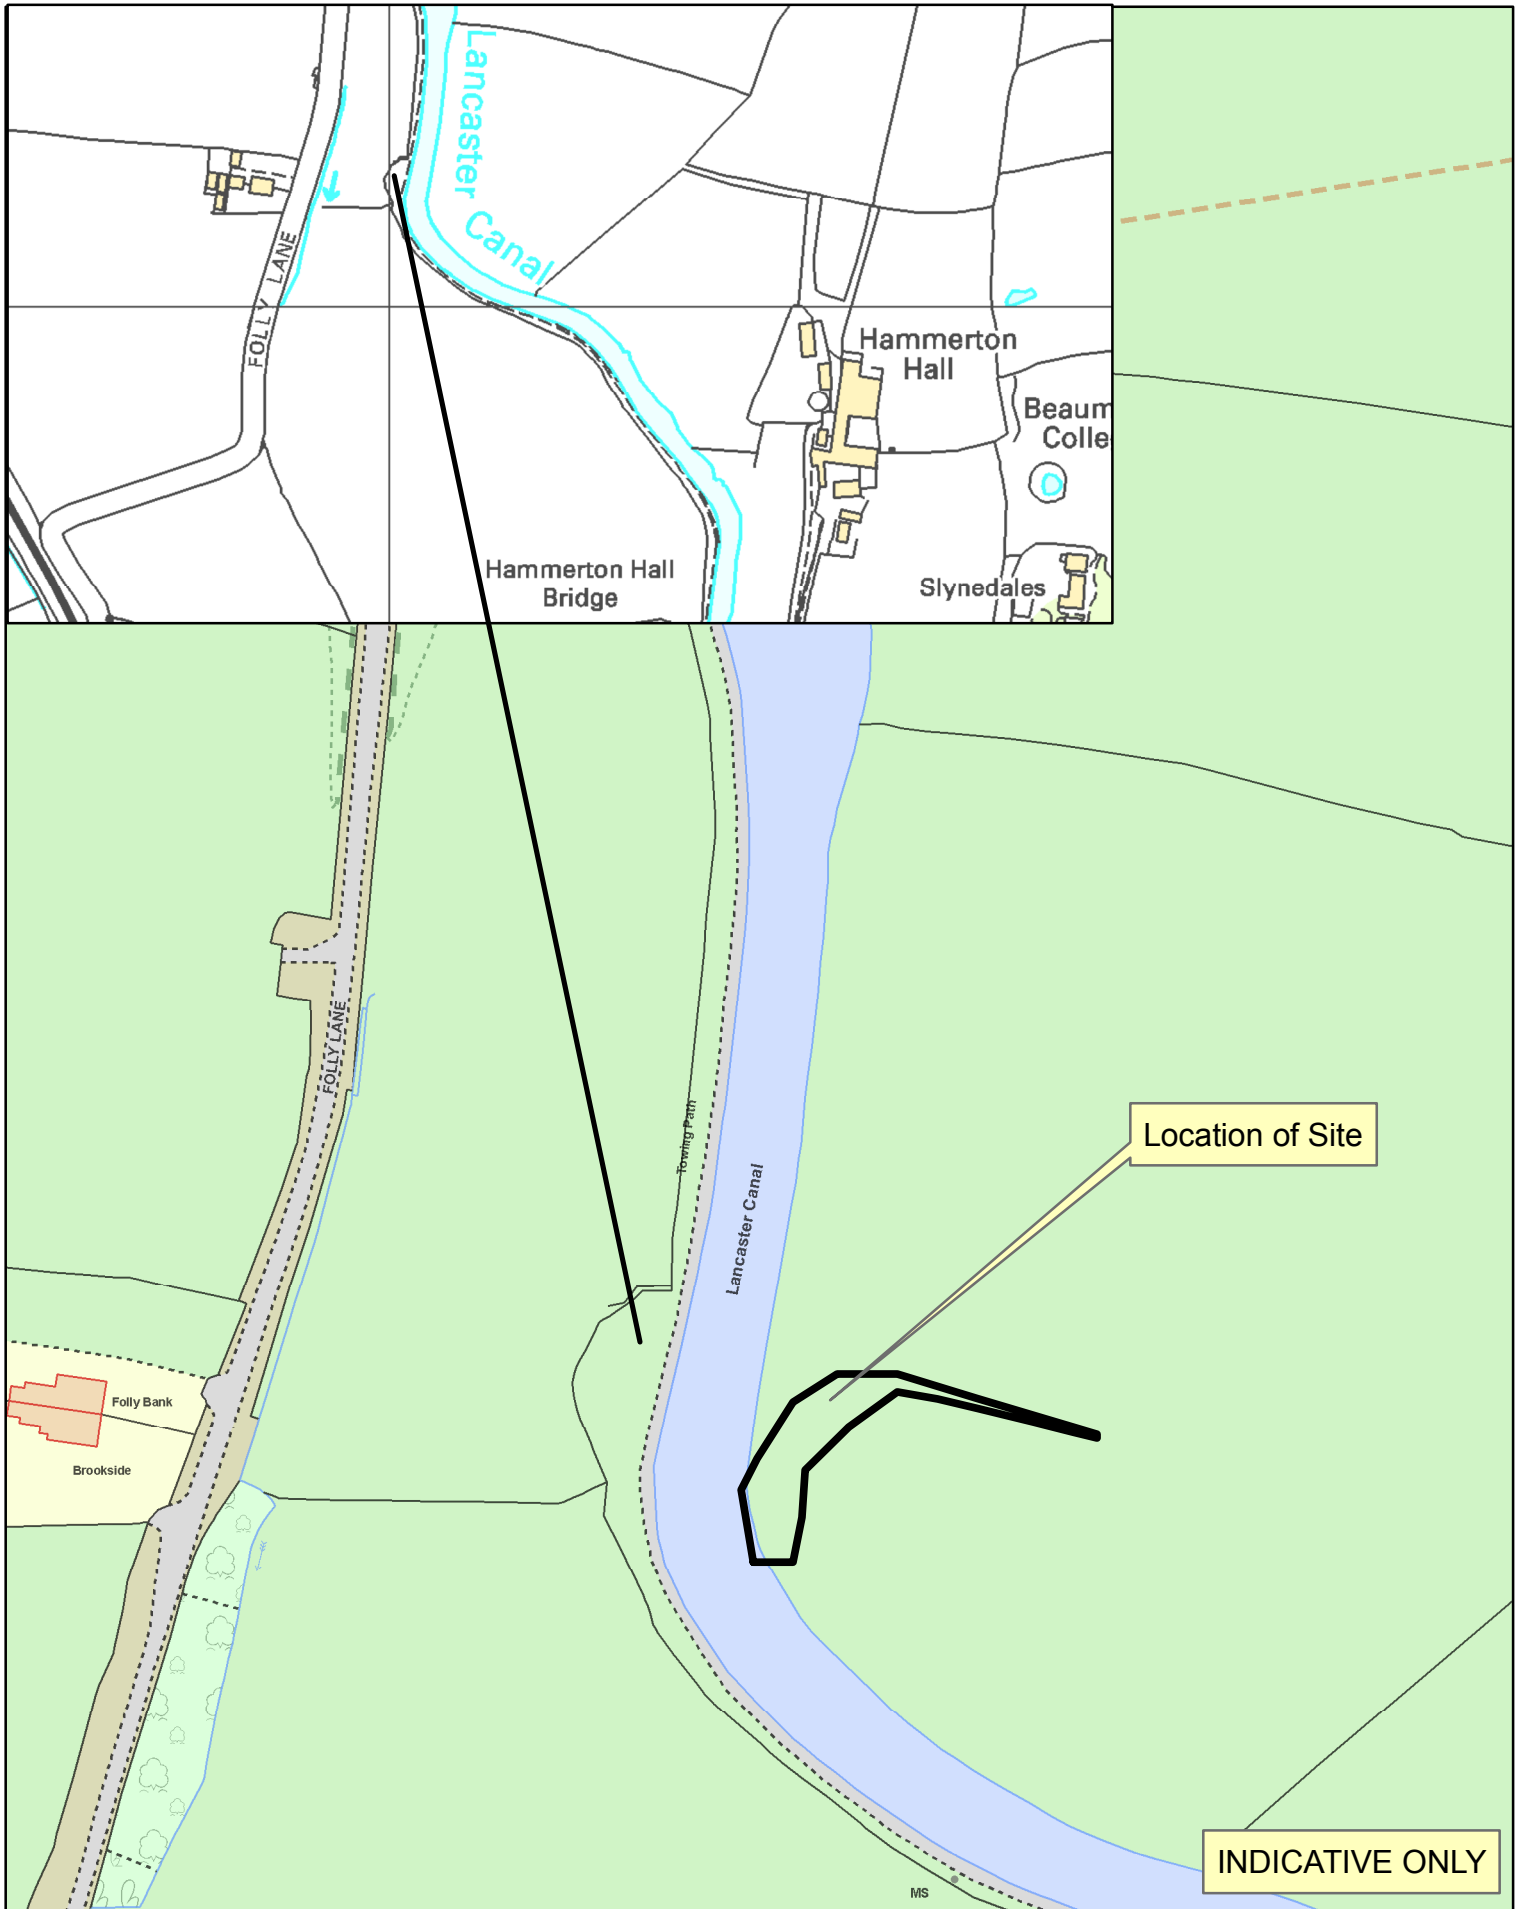 Lancaster Canal
FOLLY LANE
Hammerton
Hall
Beaum
Colle
Hammerton Hall
Bridge
Slynedales
FOLLY LANE
Towing Path
Lancaster Canal
Location of Site
Folly Bank
Brookside
INDICATIVE ONLY
MS